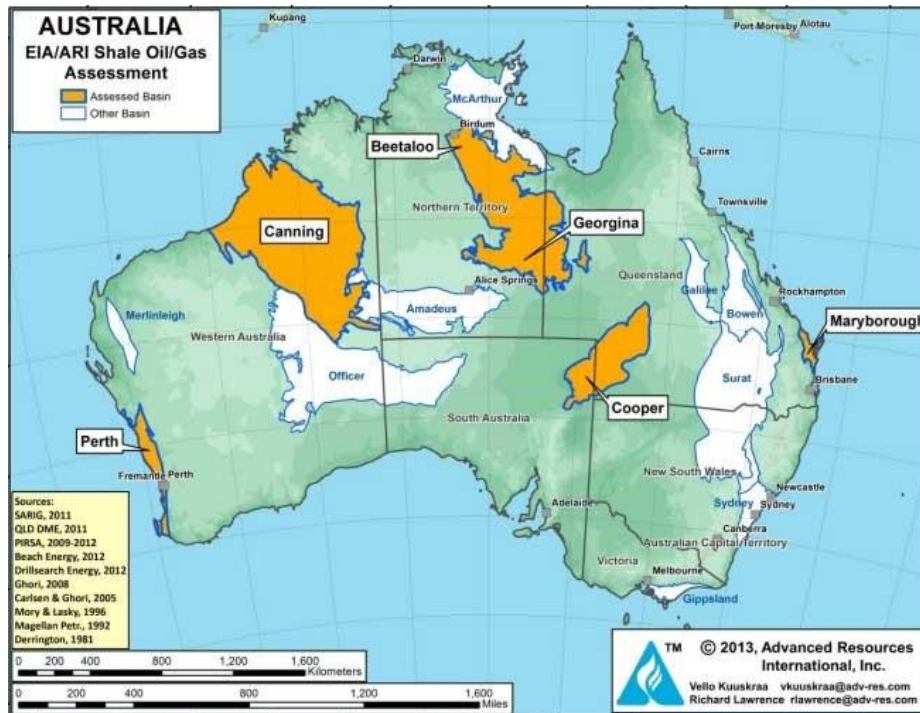 AUSTRALIA
EIA/ARI Shale Oil/Gas
Assessment
Assessed Basin
Other Basin
Kupang
Port Moresby
Alotau
Darwin
McArthur
Birdum
Beetaloo
Cairns
Northern Territory
Townsville
Canning
Georgina
Queensland
Alice Springs
Galilee
Rockhampton
Merlinleigh
Amadeus
Bowen
Maryborough
Western Australia
Officer
Surat
Brisbane
Cooper
South Australia
Perth
Fremantle
Perth
New South Wales
Newcastle
Sydney
Sydney
Adelaide
Canberra
Australian Capital Territory
Victoria
Melbourne
Gippsland
Sources:
SARIG, 2011
QLD DME, 2011
PIRSA, 2009-2012
Beach Energy, 2012
Drillsearch Energy, 2012
Ghori, 2008
Carlsen & Ghori, 2005
Mory & Lasky, 1996
Magellan Petr., 1992
Derrington, 1981
0 200 400 800 1,200 1,600
Kilometers
0 200 400 800 1,200 1,600
Miles
TM
© 2013, Advanced Resources
International, Inc.
Vello Kuuskraa vkuuskraa@adv-res.com
Richard Lawrence rlawrence@adv-res.com